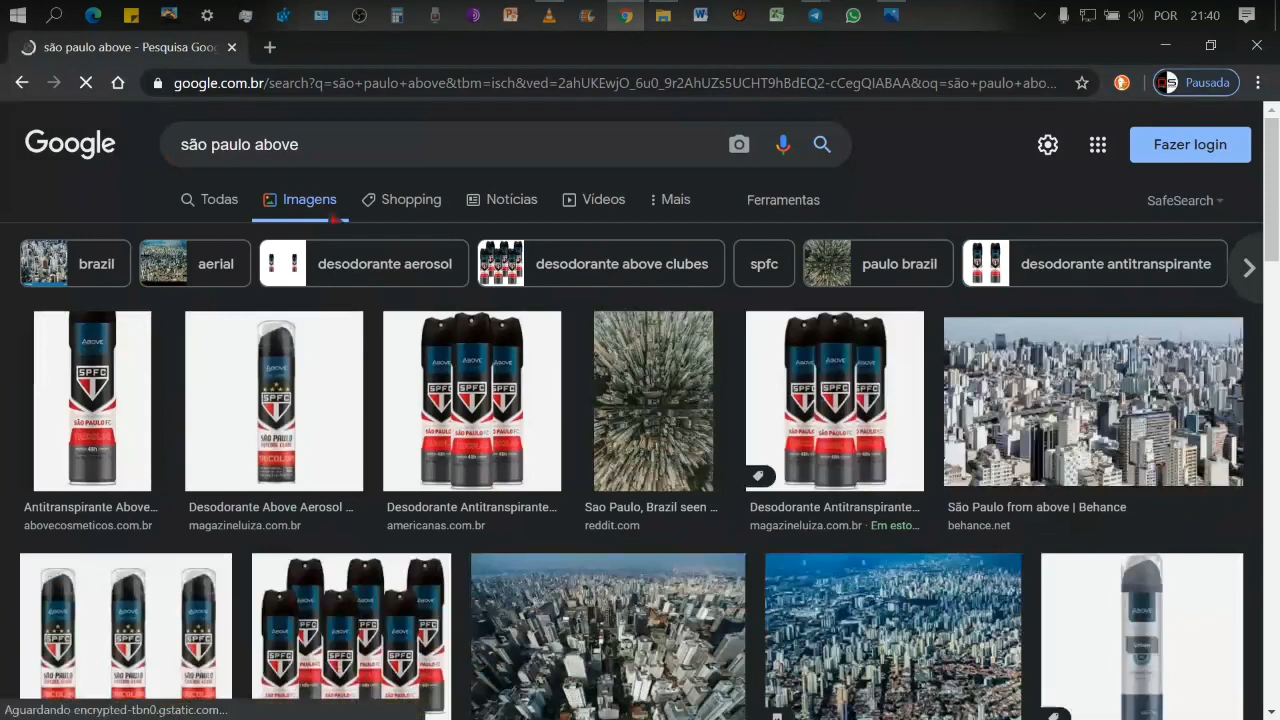 POR 21:40
são paulo above - Pesquisa Goo
google.com.br/search?q=são+paulo+above&tbm=isch&ved=2ahUKEwjO_6u0_9r2AhUZs5UCHT9hBdEQ2-cCegQIABAA&oq=são+paulo+abo...
Pausada
Google
são paulo above
Fazer login
Todas Imagens Shopping Notícias Vídeos Mais Ferramentas SafeSearch
brazil aerial desodorante aerosol desodorante above clubes spfc paulo brazil desodorante antitranspirante
Antitranspirante Above...
abovecosmeticos.com.br
Desodorante Above Aerosol ...
magazineluiza.com.br
Desodorante Antitranspirante...
americanas.com.br
Sao Paulo, Brazil seen ...
reddit.com
Desodorante Antitranspirante...
magazineluiza.com.br · Em esto...
São Paulo from above | Behance
behance.net
Aguardando encrypted-tbn0.gstatic.com...